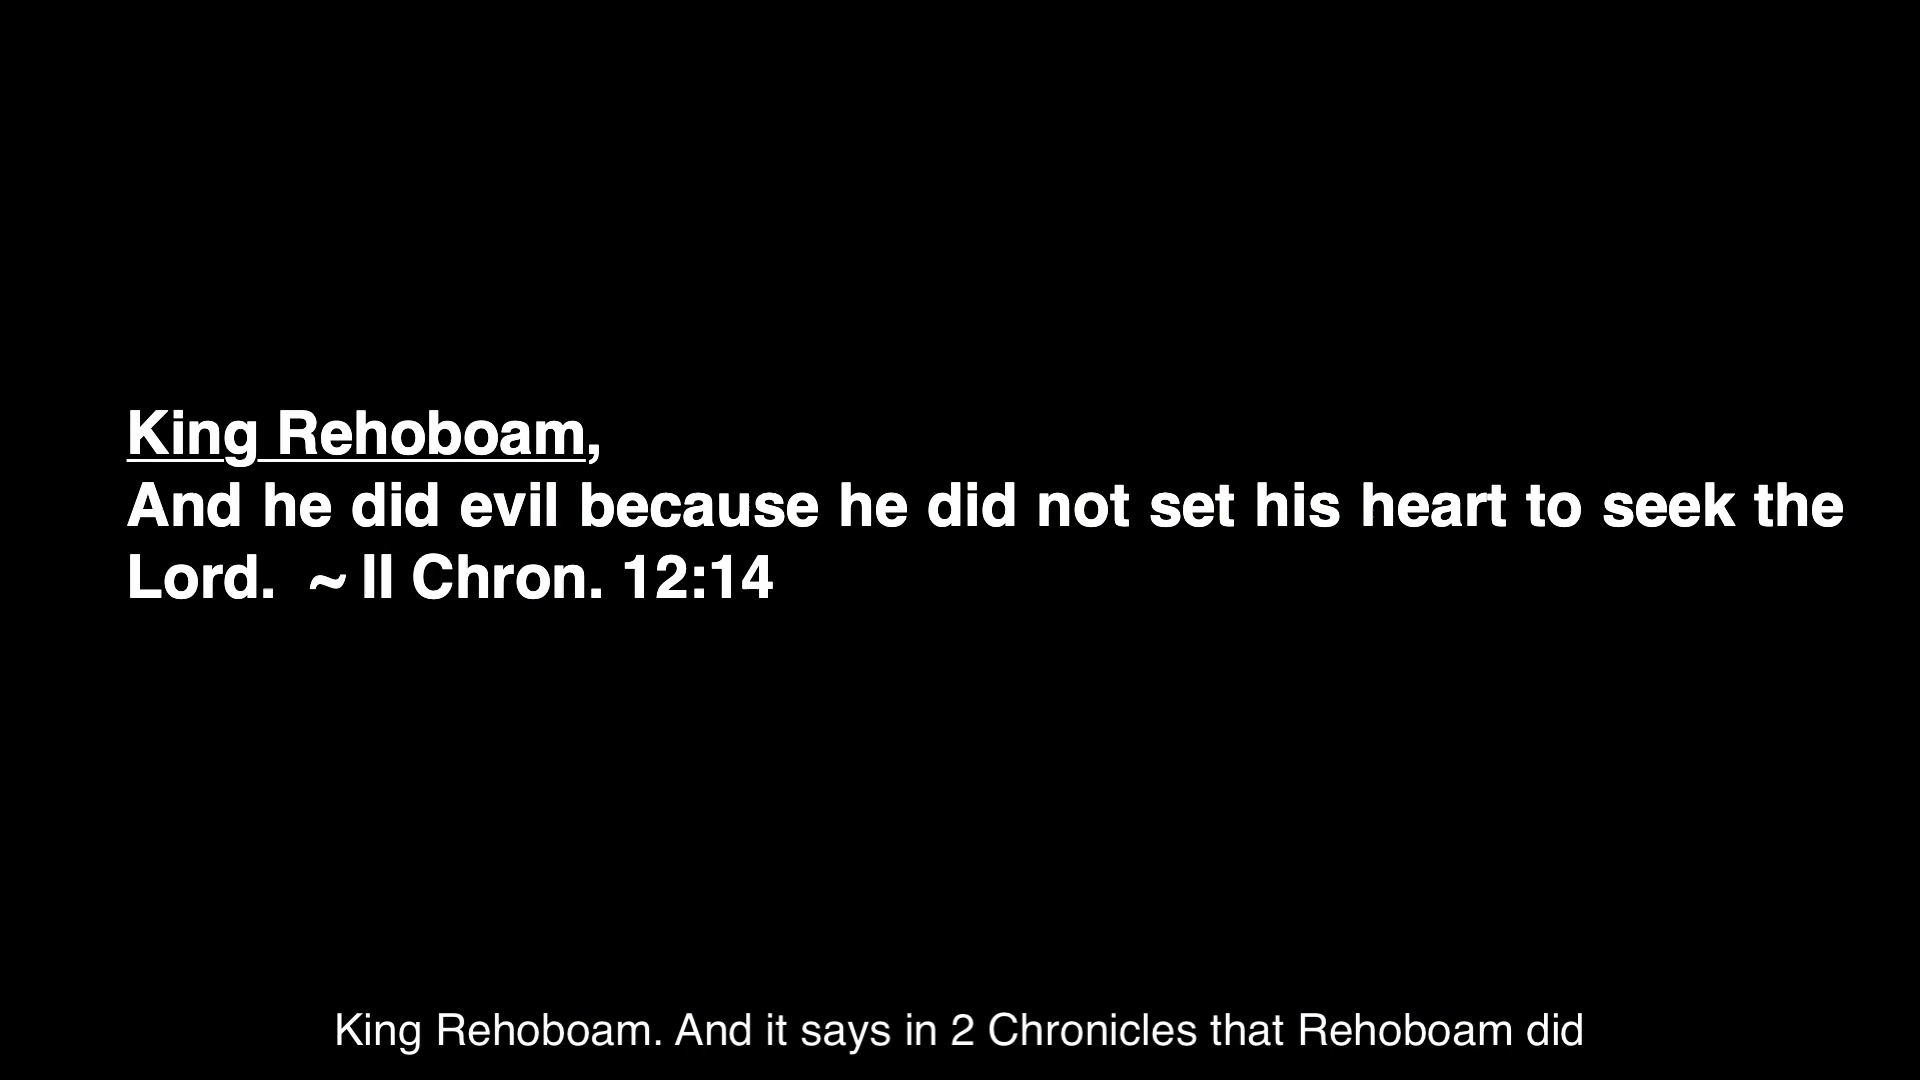 King Rehoboam,
And he did evil because he did not set his heart to seek the
Lord.  ~ II Chron. 12:14
King Rehoboam. And it says in 2 Chronicles that Rehoboam did